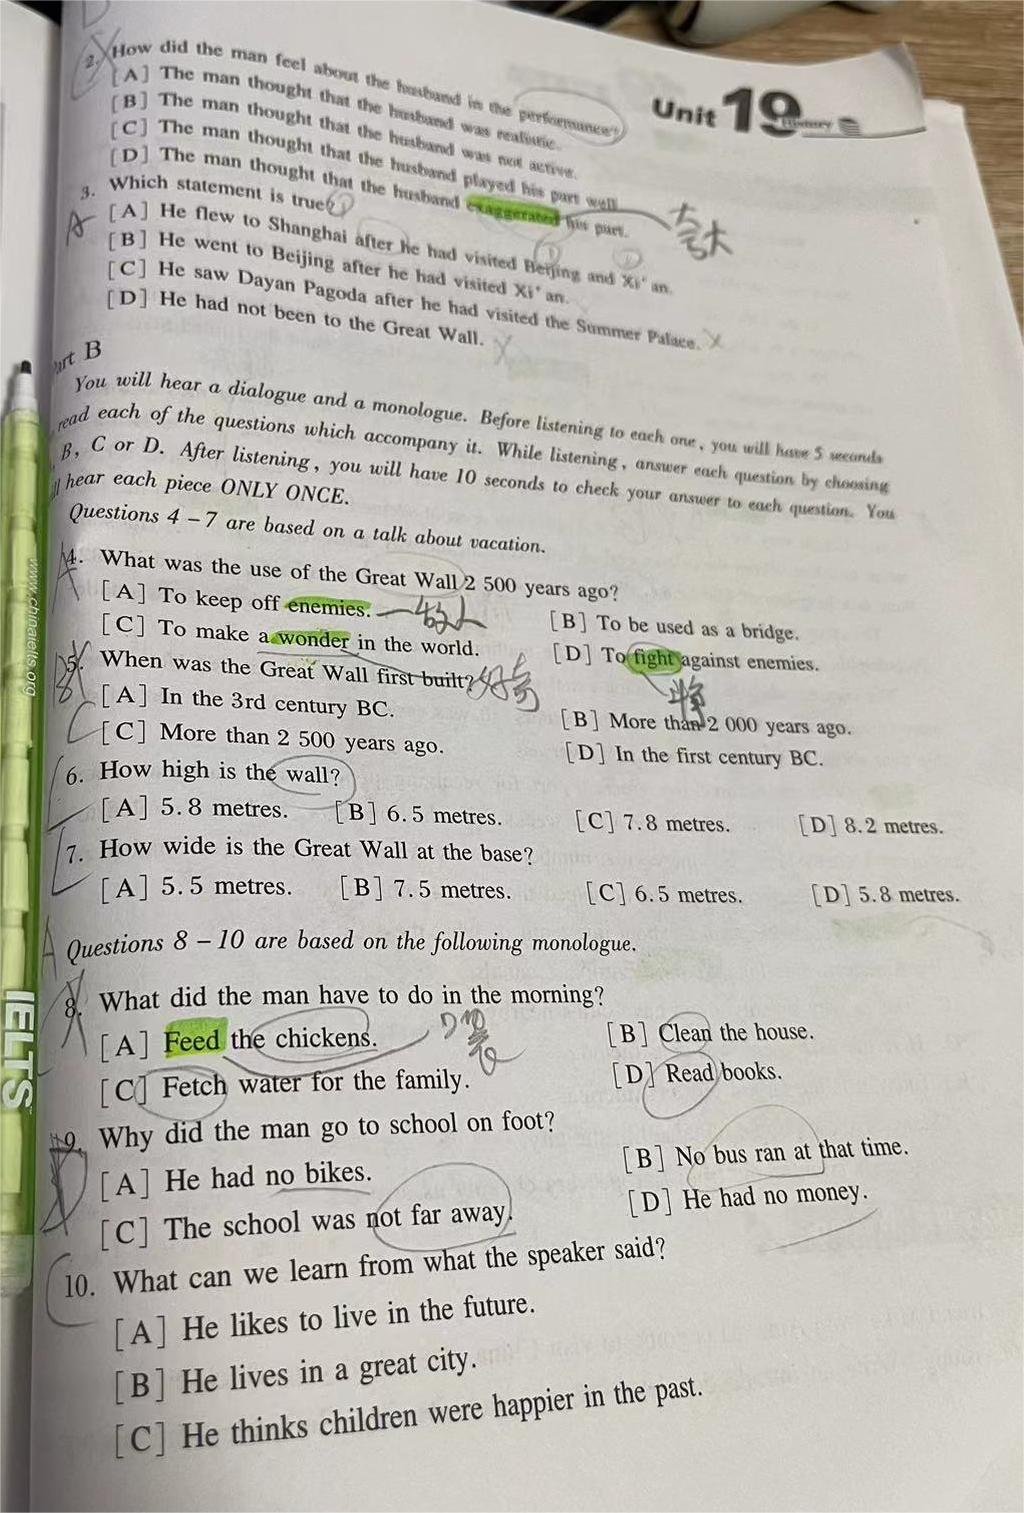 Unit 19
History
2. How did the man feel about the husband in the performance?
[A] The man thought that the husband was realistic.
[B] The man thought that the husband was not active.
[C] The man thought that the husband played his part well.
[D] The man thought that the husband exaggerated his part.
夸大
3. Which statement is true?
A
[A] He flew to Shanghai after he had visited Beijing and Xi'an.
[B] He went to Beijing after he had visited Xi'an.
[C] He saw Dayan Pagoda after he had visited the Summer Palace.
[D] He had not been to the Great Wall.
art B
You will hear a dialogue and a monologue. Before listening to each one, you will have 5 seconds
read each of the questions which accompany it. While listening, answer each question by choosing
B, C or D. After listening, you will have 10 seconds to check your answer to each question. You
ll hear each piece ONLY ONCE.
Questions 4 – 7 are based on a talk about vacation.
4. What was the use of the Great Wall 2 500 years ago?
[A] To keep off enemies.
[B] To be used as a bridge.
[C] To make a wonder in the world.
[D] To fight against enemies.
5. When was the Great Wall first built?
好奇
[A] In the 3rd century BC.
[B] More than 2 000 years ago.
[C] More than 2 500 years ago.
[D] In the first century BC.
6. How high is the wall?
[A] 5.8 metres. [B] 6.5 metres. [C] 7.8 metres. [D] 8.2 metres.
7. How wide is the Great Wall at the base?
[A] 5.5 metres. [B] 7.5 metres. [C] 6.5 metres. [D] 5.8 metres.
Questions 8 – 10 are based on the following monologue.
8. What did the man have to do in the morning?
[A] Feed the chickens.
[B] Clean the house.
[C] Fetch water for the family.
[D] Read books.
9. Why did the man go to school on foot?
[A] He had no bikes.
[B] No bus ran at that time.
[C] The school was not far away.
[D] He had no money.
10. What can we learn from what the speaker said?
[A] He likes to live in the future.
[B] He lives in a great city.
[C] He thinks children were happier in the past.
www.chinaielts.org
IELTS